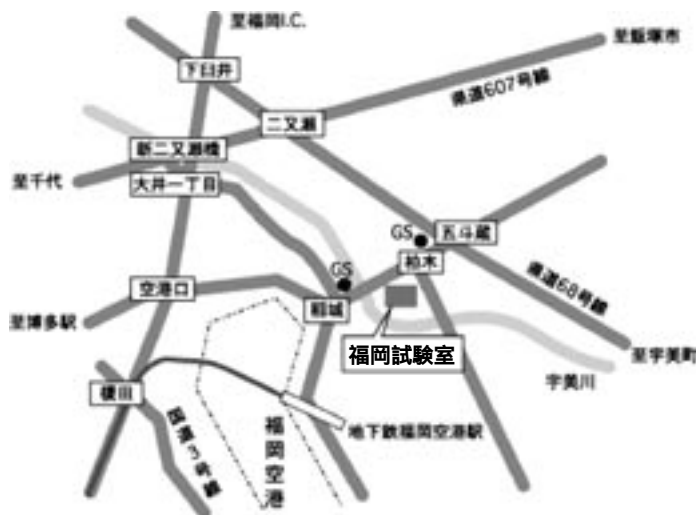 至福岡I.C.
至飯塚市
下臼井
県道607号線
二又瀬
新二又瀬橋
至千代
大井一丁目
GS
五斗蔵
柏木
GS
空港口
県道68号線
稲城
至博多駅
福岡試験室
至宇美町
宇美川
榎田
地下鉄福岡空港駅
国道3号線
福岡空港